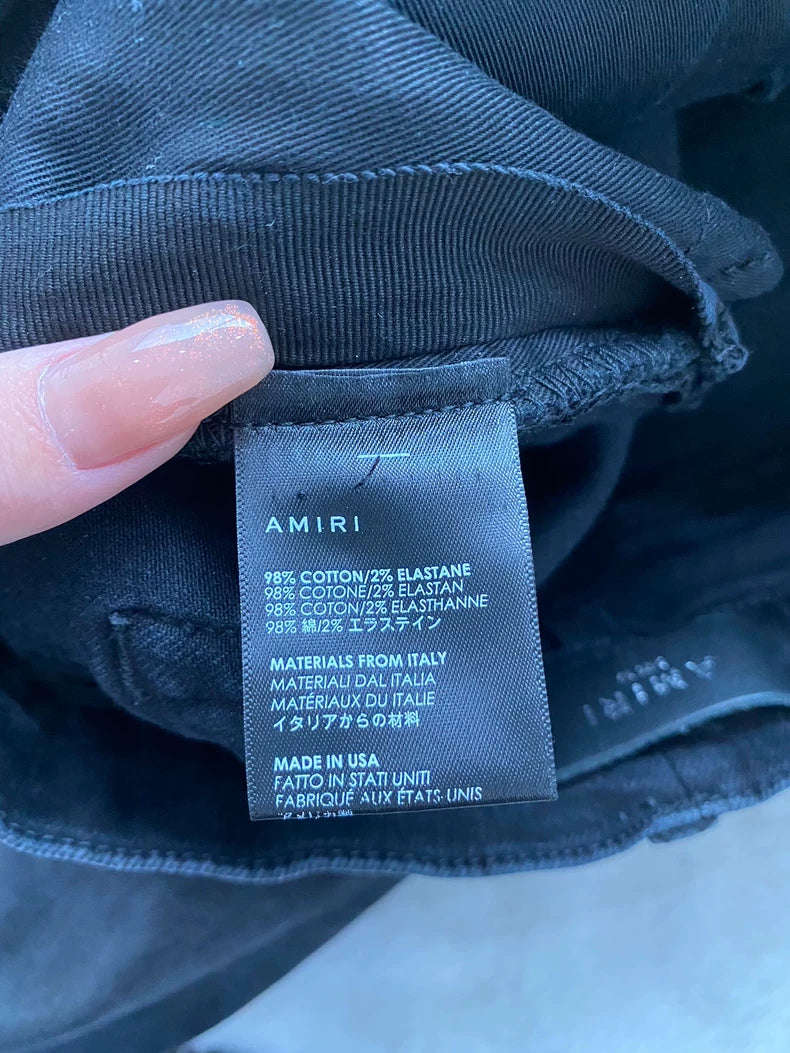 AMIRI
98% COTTON/2% ELASTANE
98% COTONE/2% ELASTAN
98% COTON/2% ELASTHANNE
98% 綿/2% エラステイン
MATERIALS FROM ITALY
MATERIALI DAL ITALIA
MATÉRIAUX DU ITALIE
イタリアからの材料
MADE IN USA
FATTO IN STATI UNITI
FABRIQUÉ AUX ÉTATS-UNIS
AMIRI